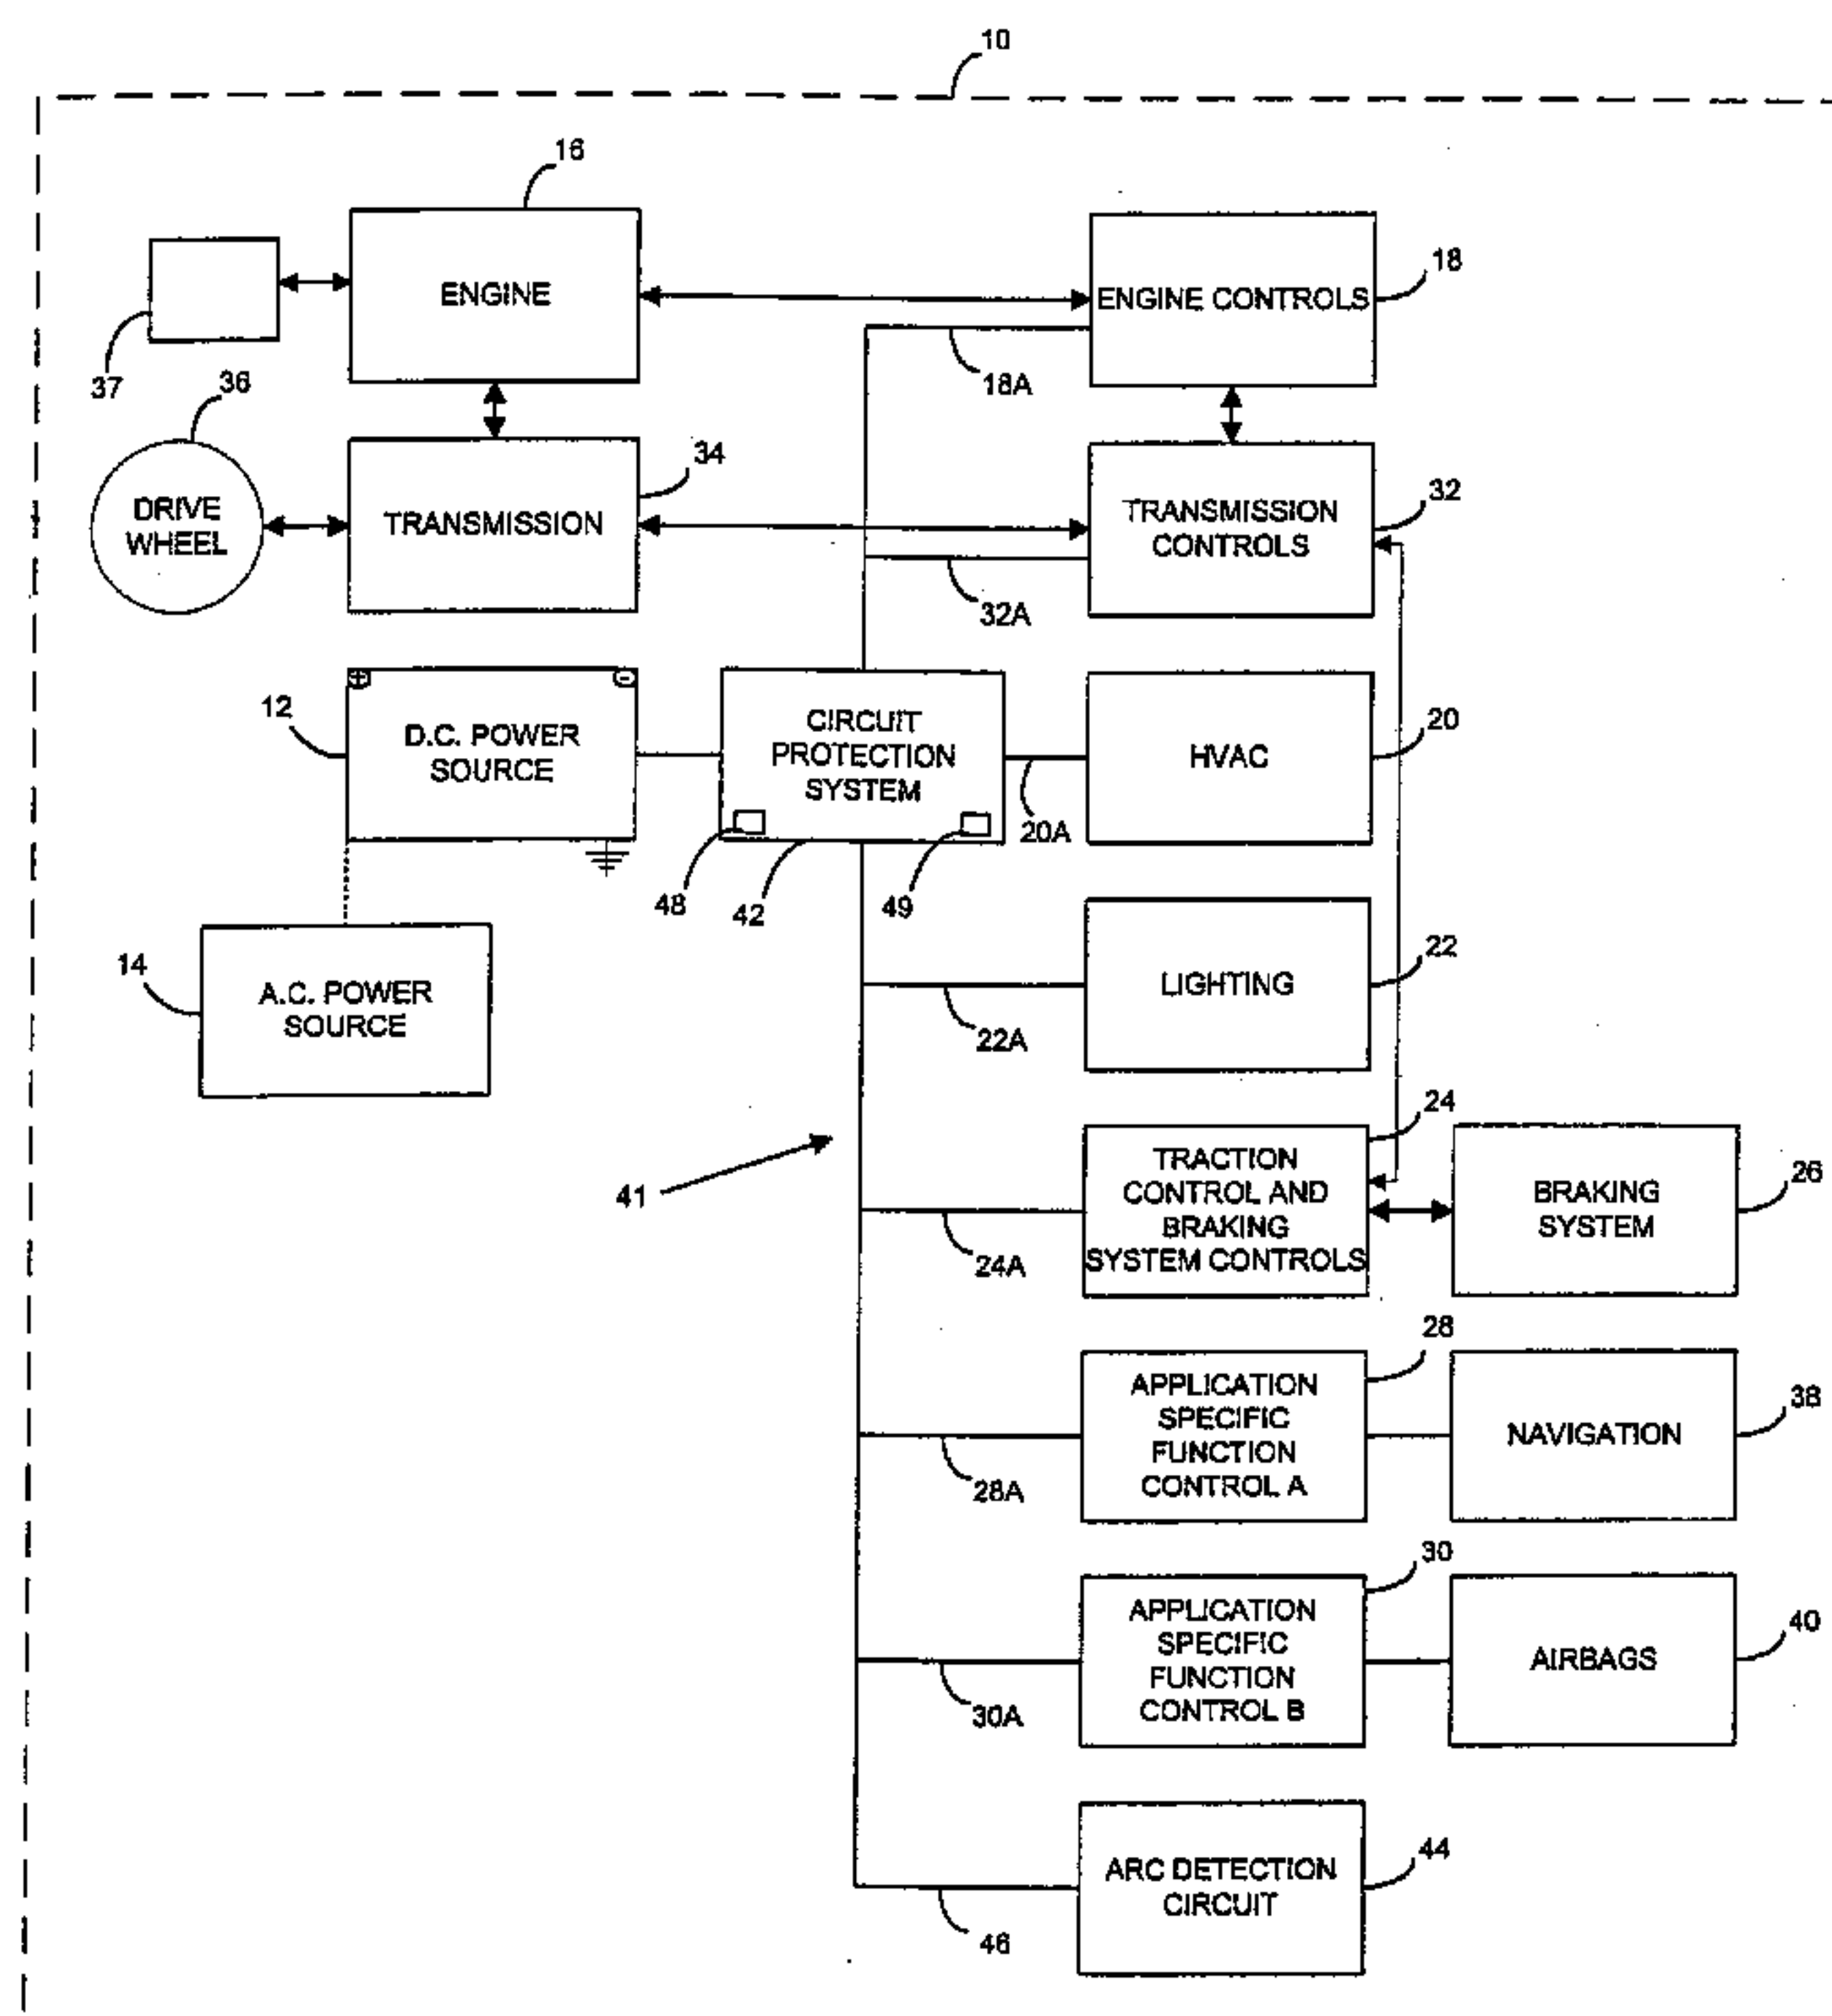 10
16
ENGINE
37
ENGINE CONTROLS
18
18A
36
DRIVE
WHEEL
34
TRANSMISSION
TRANSMISSION
CONTROLS
32
32A
12
+
-
D.C. POWER
SOURCE
CIRCUIT
PROTECTION
SYSTEM
48
42
49
20A
HVAC
20
14
A.C. POWER
SOURCE
LIGHTING
22
22A
41
24
TRACTION
CONTROL AND
BRAKING
SYSTEM CONTROLS
24A
BRAKING
SYSTEM
26
28
APPLICATION
SPECIFIC
FUNCTION
CONTROL A
28A
NAVIGATION
38
30
APPLICATION
SPECIFIC
FUNCTION
CONTROL B
30A
AIRBAGS
40
ARC DETECTION
CIRCUIT
44
46